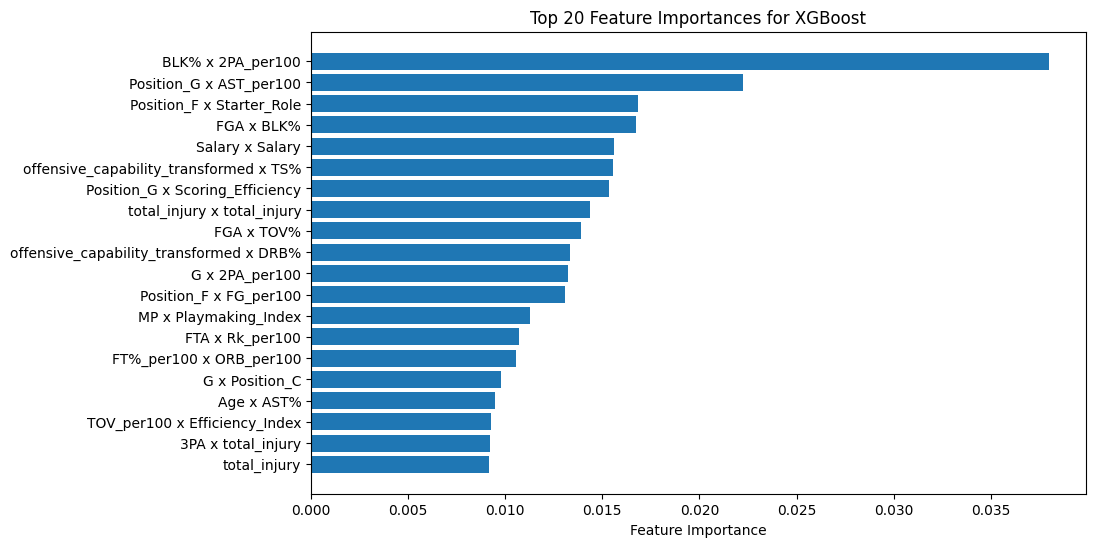 Top 20 Feature Importances for XGBoost
BLK% x 2PA_per100
Position_G x AST_per100
Position_F x Starter_Role
FGA x BLK%
Salary x Salary
offensive_capability_transformed x TS%
Position_G x Scoring_Efficiency
total_injury x total_injury
FGA x TOV%
offensive_capability_transformed x DRB%
G x 2PA_per100
Position_F x FG_per100
MP x Playmaking_Index
FTA x Rk_per100
FT%_per100 x ORB_per100
G x Position_C
Age x AST%
TOV_per100 x Efficiency_Index
3PA x total_injury
total_injury
0.000 0.005 0.010 0.015 0.020 0.025 0.030 0.035
Feature Importance